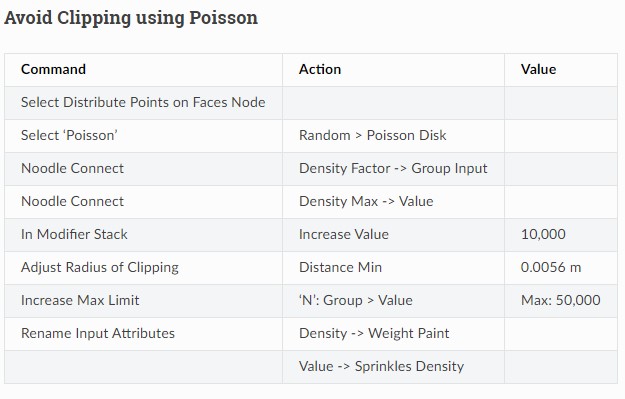 Avoid Clipping using Poisson
Command Action Value
Select Distribute Points on Faces Node
Select ‘Poisson’ Random > Poisson Disk
Noodle Connect Density Factor -> Group Input
Noodle Connect Density Max -> Value
In Modifier Stack Increase Value 10,000
Adjust Radius of Clipping Distance Min 0.0056 m
Increase Max Limit ‘N’: Group > Value Max: 50,000
Rename Input Attributes Density -> Weight Paint
Value -> Sprinkles Density